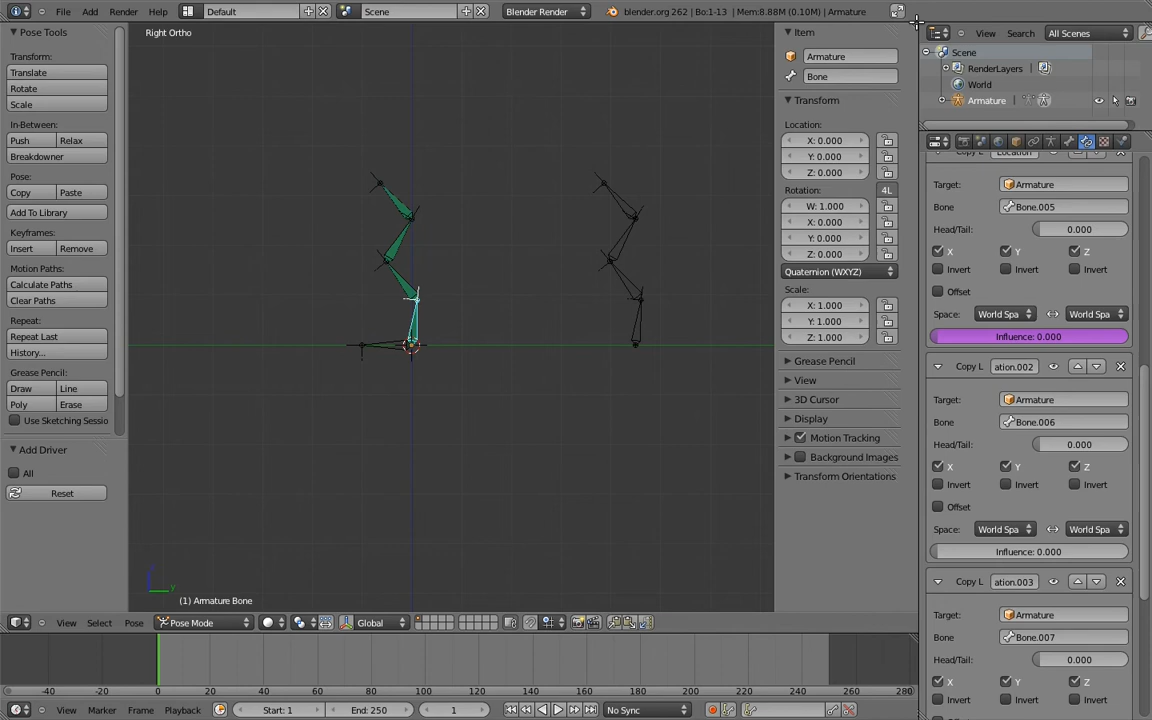 File Add Render Help Default Scene Blender Render blender.org 262 | Bo:1-13 | Mem:8.88M (0.10M) | Armature
Pose Tools
Transform:
Translate
Rotate
Scale
In-Between:
Push Relax
Breakdowner
Pose:
Copy Paste
Add To Library
Keyframes:
Insert Remove
Motion Paths:
Calculate Paths
Clear Paths
Repeat:
Repeat Last
History...
Grease Pencil:
Draw Line
Poly Erase
Use Sketching Sessio
Add Driver
All
Reset
Right Ortho
(1) Armature Bone
Item
Armature
Bone
Transform
Location:
X: 0.000
Y: 0.000
Z: 0.000
Rotation: 4L
W: 1.000
X: 0.000
Y: 0.000
Z: 0.000
Quaternion (WXYZ)
Scale:
X: 1.000
Y: 1.000
Z: 1.000
Grease Pencil
View
3D Cursor
Display
Motion Tracking
Background Images
Transform Orientations
View Search All Scenes
Scene
RenderLayers
World
Armature
Copy L Location
Target: Armature
Bone Bone.005
Head/Tail: 0.000
X Y Z
Invert Invert Invert
Offset
Space: World Spa World Spa
Influence: 0.000
Copy L ation.002
Target: Armature
Bone Bone.006
Head/Tail: 0.000
X Y Z
Invert Invert Invert
Offset
Space: World Spa World Spa
Influence: 0.000
Copy L ation.003
Target: Armature
Bone Bone.007
Head/Tail: 0.000
X Y Z
Invert Invert Invert
View Select Pose Pose Mode Global
-40 -20 0 20 40 60 80 100 120 140 160 180 200 220 240 260 280
View Marker Frame Playback Start: 1 End: 250 1 No Sync